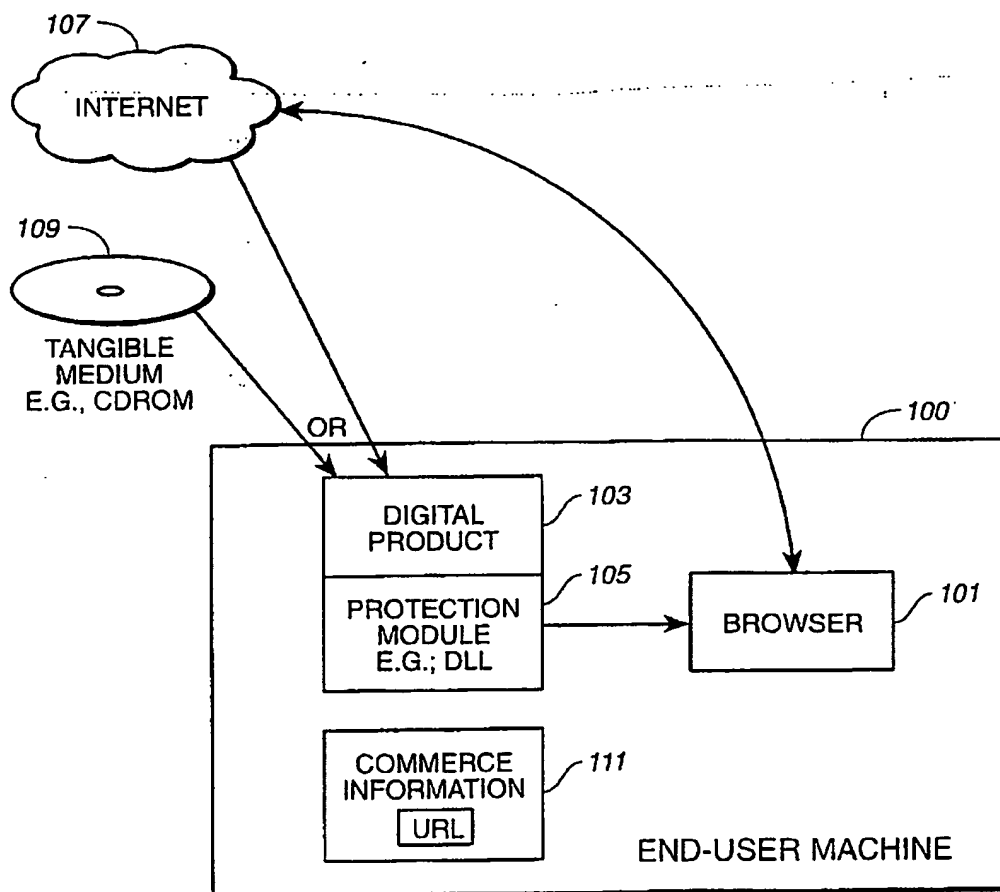 107
INTERNET
109
TANGIBLE
MEDIUM
E.G., CDROM
OR
100
DIGITAL
PRODUCT
103
PROTECTION
MODULE
E.G.; DLL
105
BROWSER
101
COMMERCE
INFORMATION
URL
111
END-USER MACHINE